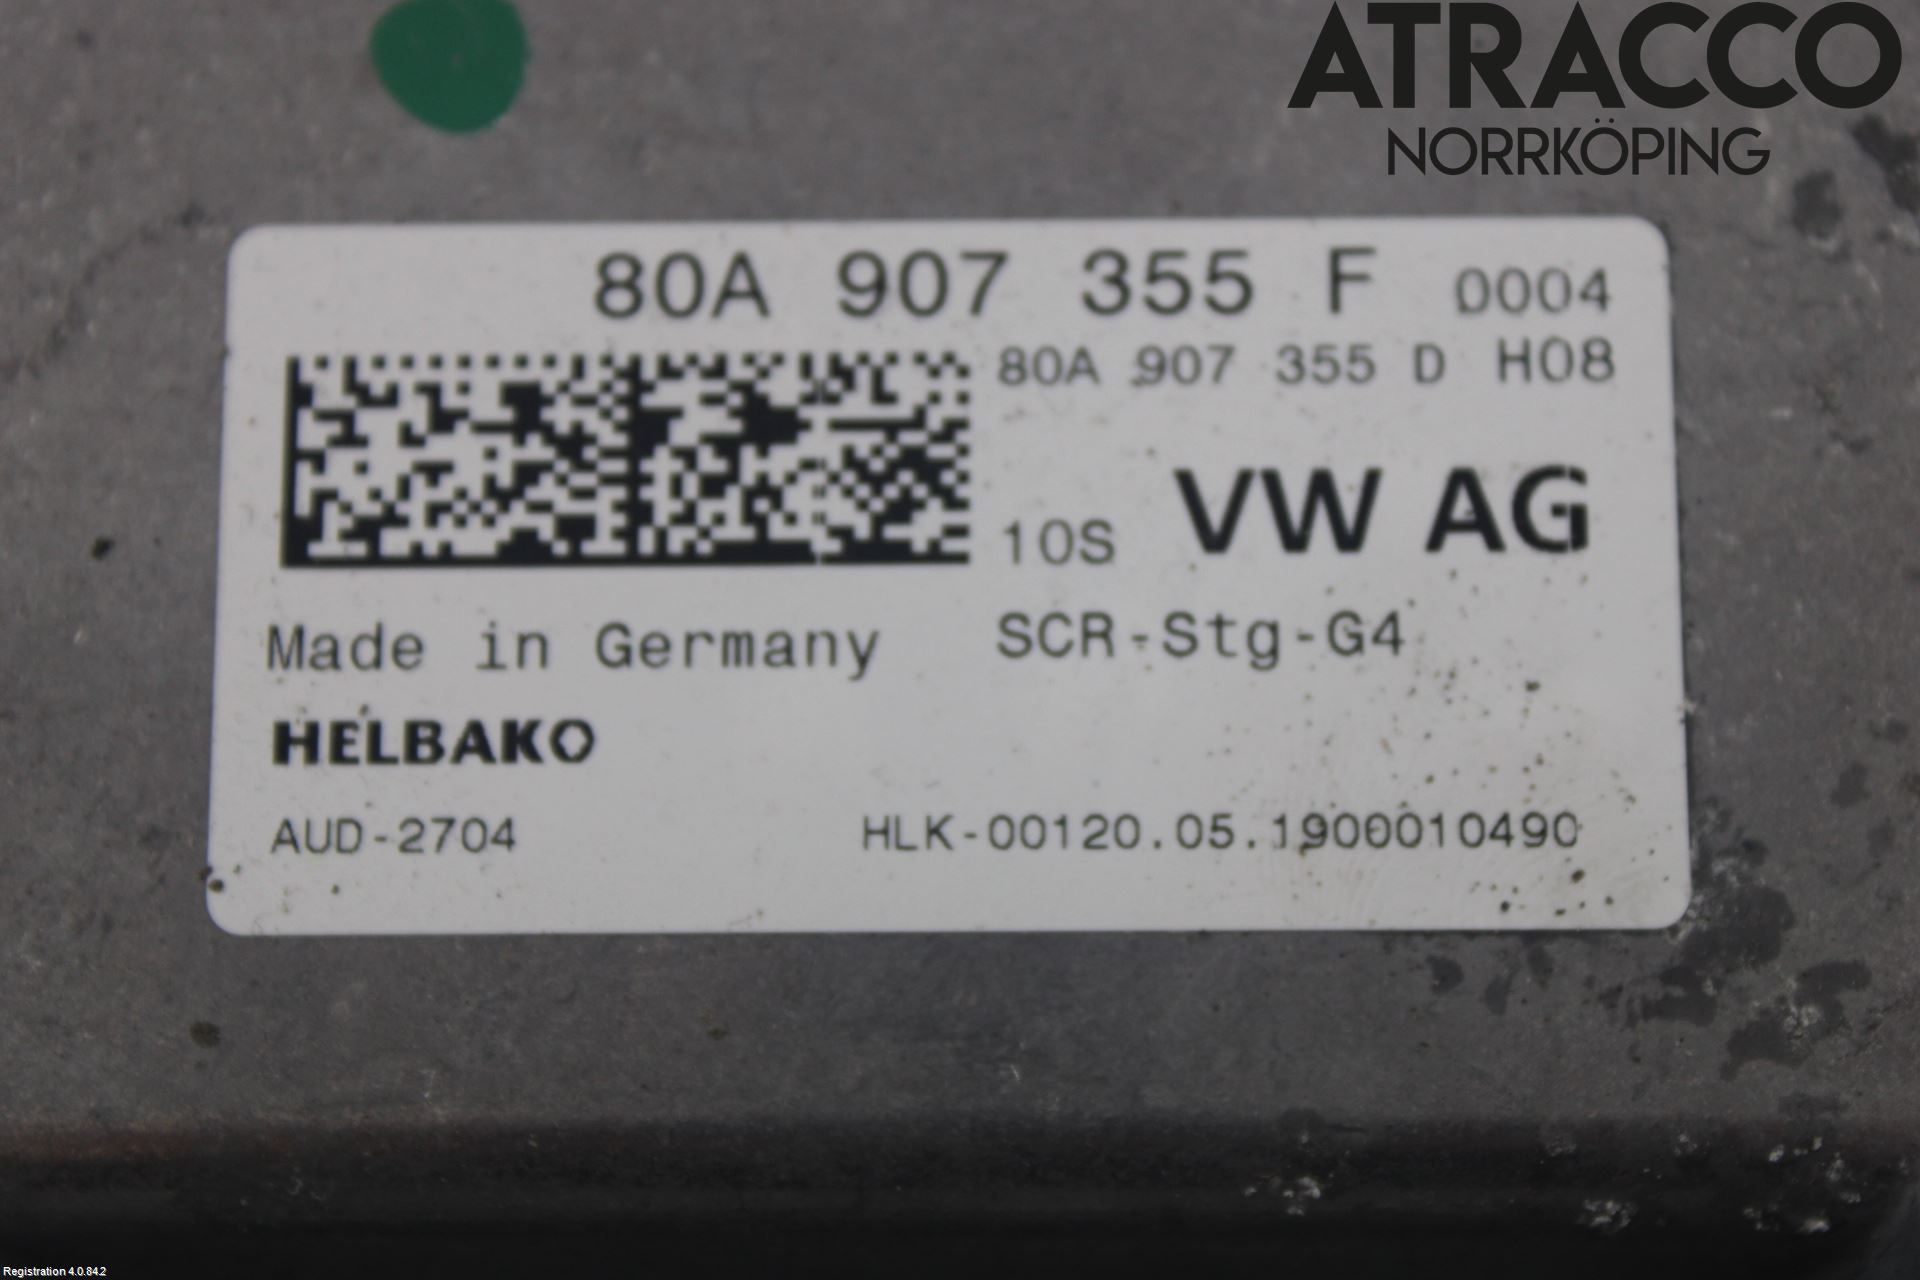 ATRACCO
NORRKÖPING
80A 907 355 F 0004
80A 907 355 D H08
10S VW AG
Made in Germany SCR-Stg-G4
HELBAKO
AUD-2704 HLK-00120.05.1900010490
Registration 4.0.84.2